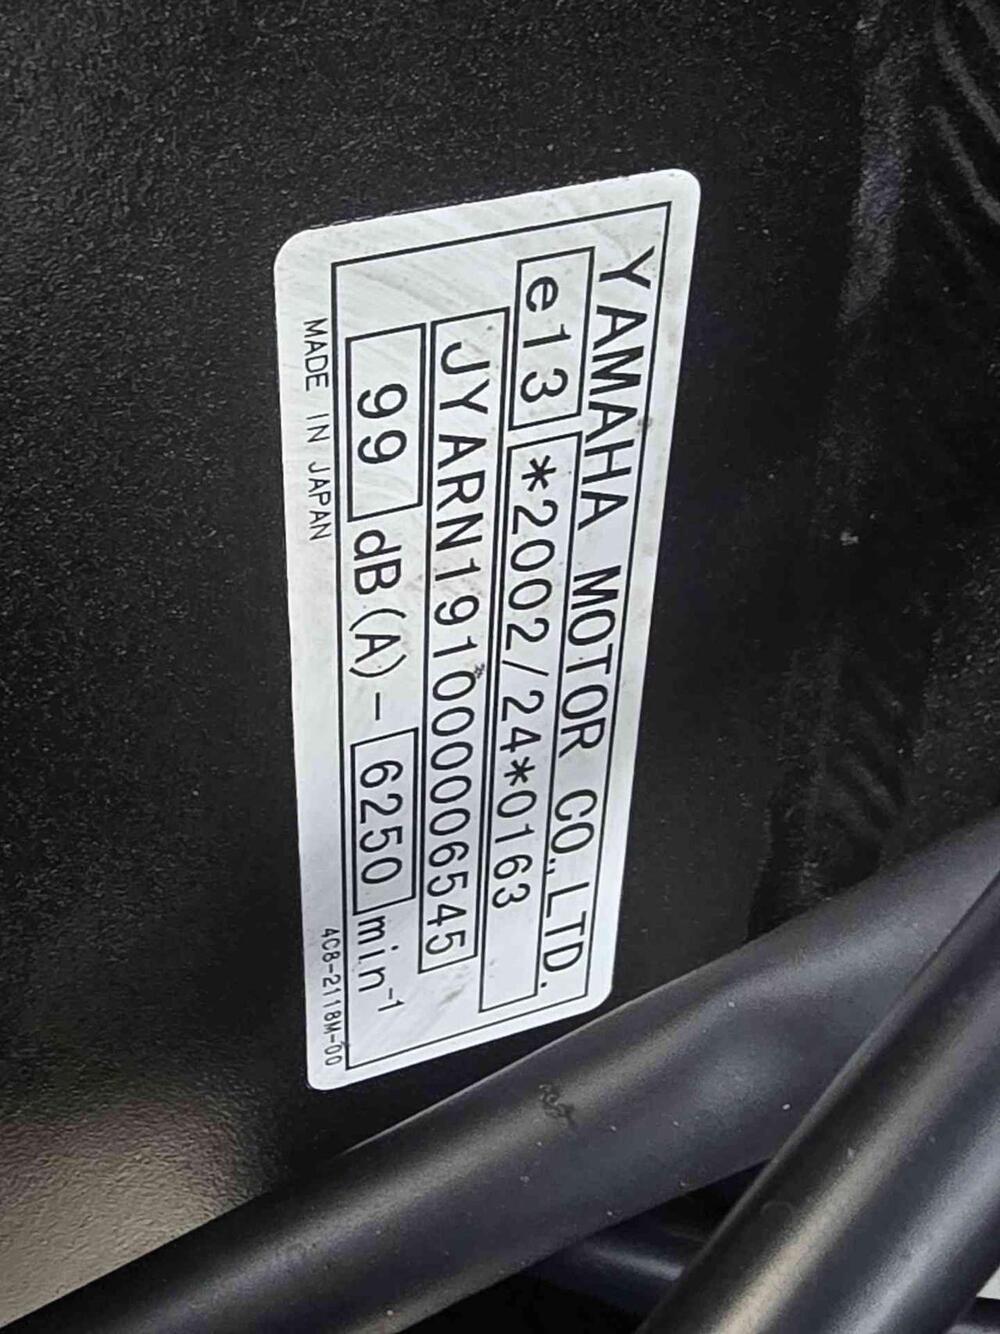 YAMAHA MOTOR CO.,LTD.
e13 *2002/24*0163
JYARN191000006545
99 dB(A)- 6250 min⁻¹
MADE IN JAPAN 4C8-2118M-00